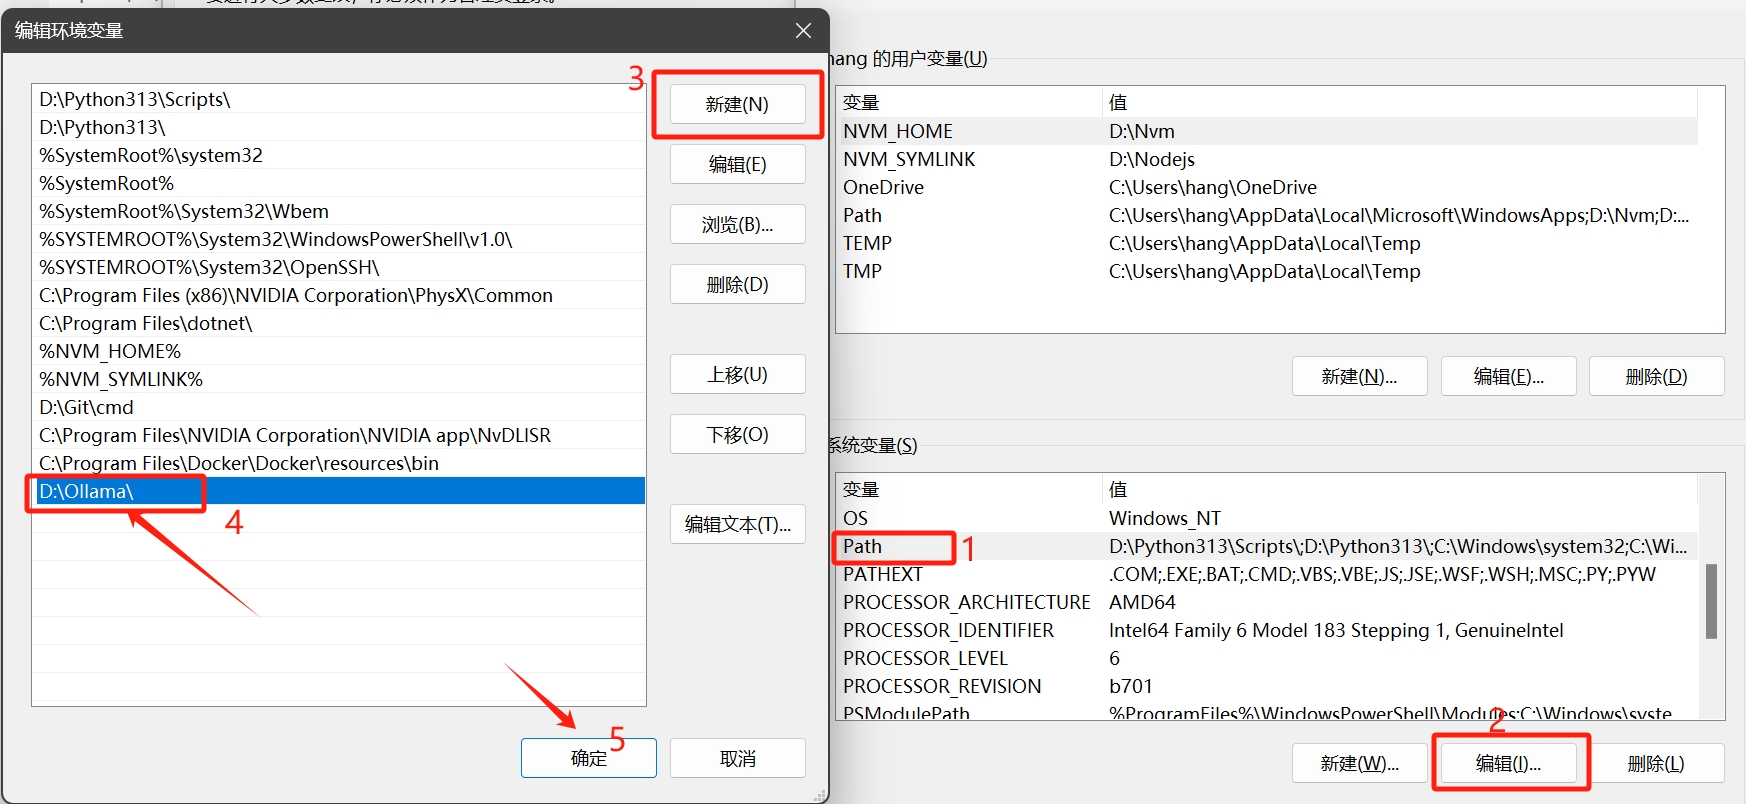 编辑环境变量
D:\Python313\Scripts\
D:\Python313\
%SystemRoot%\system32
%SystemRoot%
%SystemRoot%\System32\Wbem
%SYSTEMROOT%\System32\WindowsPowerShell\v1.0\
%SYSTEMROOT%\System32\OpenSSH\
C:\Program Files (x86)\NVIDIA Corporation\PhysX\Common
C:\Program Files\dotnet\
%NVM_HOME%
%NVM_SYMLINK%
D:\Git\cmd
C:\Program Files\NVIDIA Corporation\NVIDIA app\NvDLISR
C:\Program Files\Docker\Docker\resources\bin
D:\Ollama\
4
3
新建(N)
编辑(E)
浏览(B)...
删除(D)
上移(U)
下移(O)
编辑文本(T)...
5
确定
取消
hang 的用户变量(U)
变量 值
NVM_HOME D:\Nvm
NVM_SYMLINK D:\Nodejs
OneDrive C:\Users\hang\OneDrive
Path C:\Users\hang\AppData\Local\Microsoft\WindowsApps;D:\Nvm;D:...
TEMP C:\Users\hang\AppData\Local\Temp
TMP C:\Users\hang\AppData\Local\Temp
新建(N)... 编辑(E)... 删除(D)
系统变量(S)
变量 值
OS Windows_NT
Path 1 D:\Python313\Scripts\;D:\Python313\;C:\Windows\system32;C:\Wi...
PATHEXT .COM;.EXE;.BAT;.CMD;.VBS;.VBE;.JS;.JSE;.WSF;.WSH;.MSC;.PY;.PYW
PROCESSOR_ARCHITECTURE AMD64
PROCESSOR_IDENTIFIER Intel64 Family 6 Model 183 Stepping 1, GenuineIntel
PROCESSOR_LEVEL 6
PROCESSOR_REVISION b701
PSModulePath %ProgramFiles%\WindowsPowerShell\Modules;C:\Windows\syste
2
新建(W)... 编辑(I)... 删除(L)